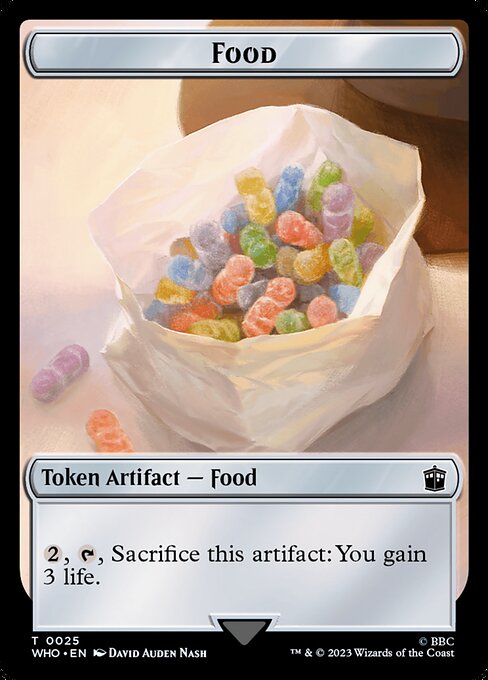 Food
Token Artifact — Food
2, T, Sacrifice this artifact: You gain
3 life.
T 0025
© BBC
WHO • EN David Auden Nash
™ & © 2023 Wizards of the Coast